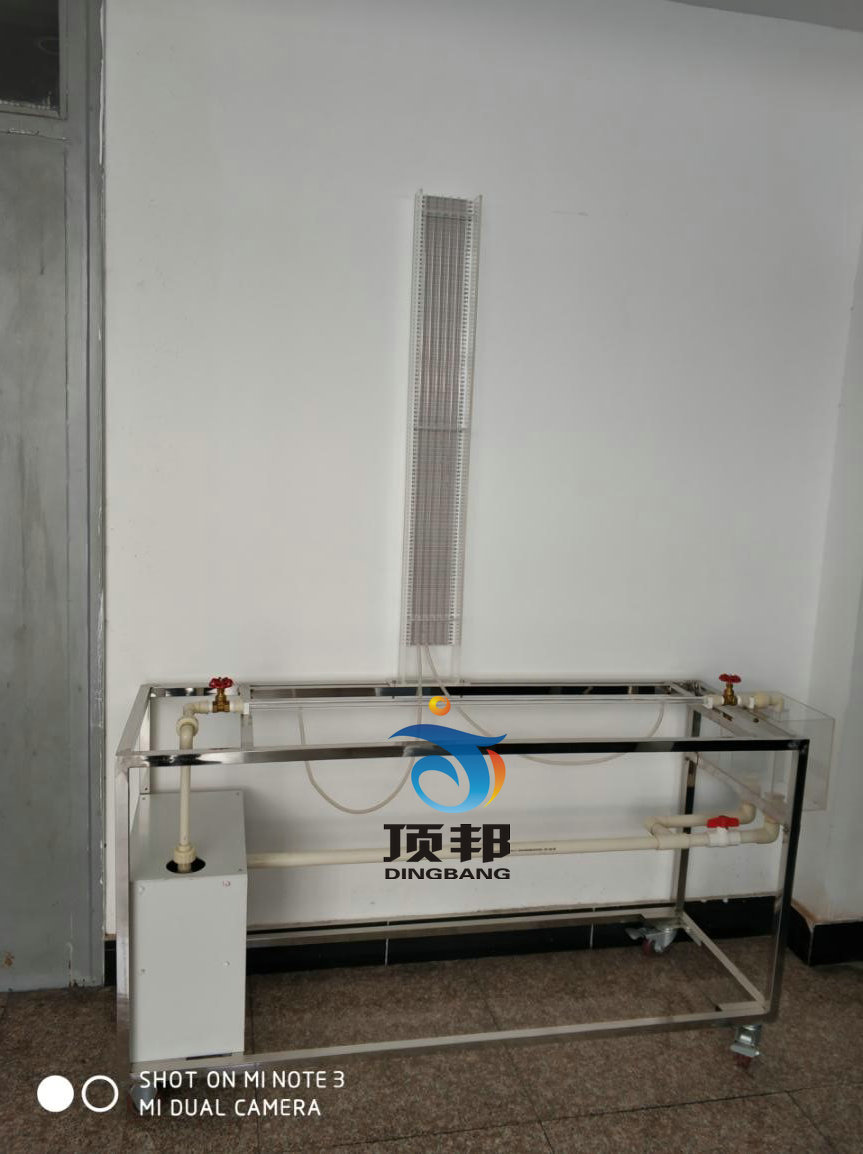 顶邦
DINGBANG
SHOT ON MI NOTE 3
MI DUAL CAMERA